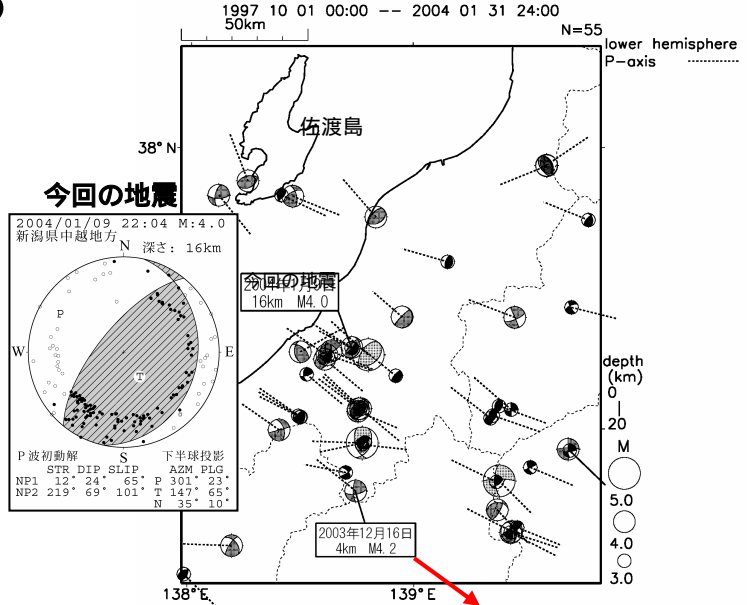 1997 10 01 00:00 -- 2004 01 31 24:00
50km
N=55
lower hemisphere
P-axis
佐渡島
38°N
今回の地震
2004/01/09 22:04 M:4.0
新潟県中越地方
N 深さ: 16km
今回の地震
16km M4.0
P
W
E
T
S
depth
(km)
0
20
M
5.0
4.0
3.0
P波初動解 下半球投影
STR DIP SLIP AZM PLG
NP1 12° 24° 65° P 301° 23°
NP2 219° 69° 101° T 147° 65°
N 35° 10°
2003年12月16日
4km M4.2
138°E
139°E